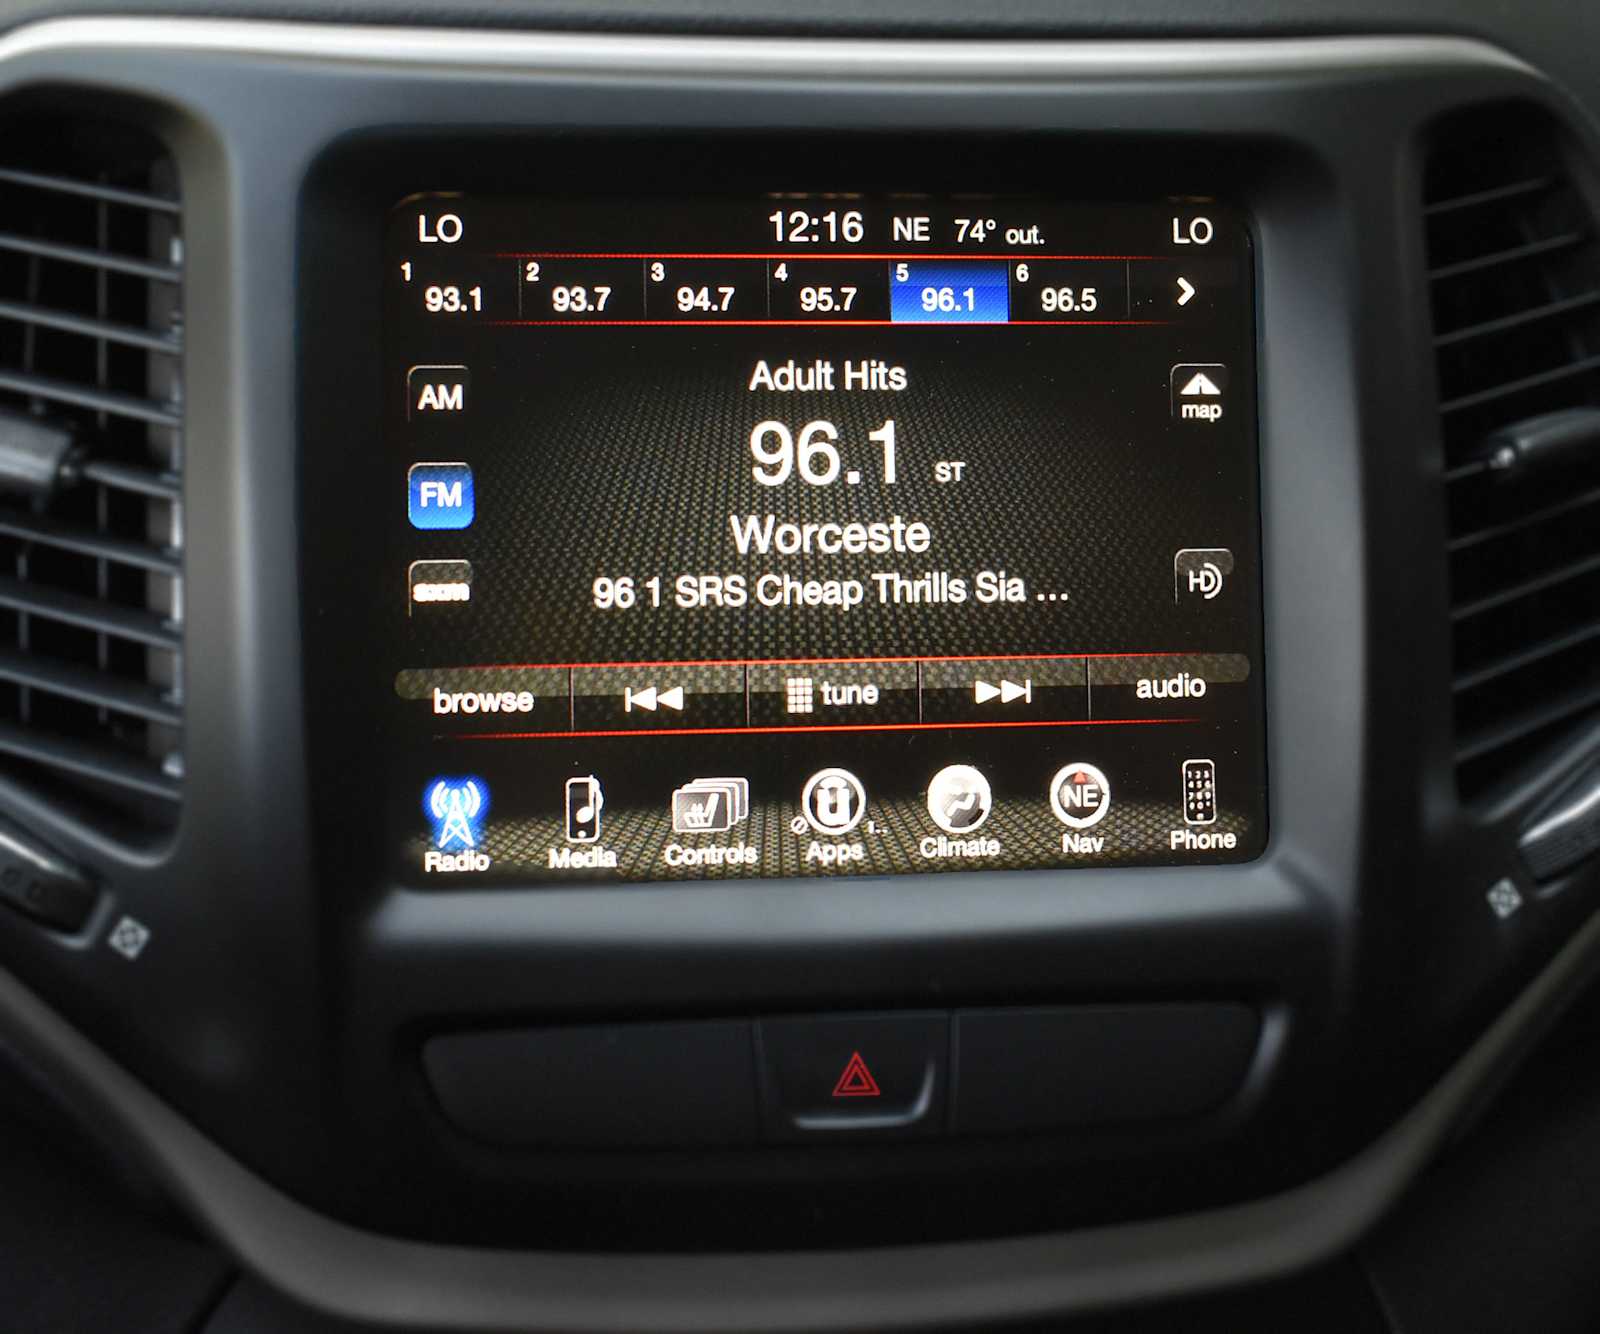 LO 12:16 NE 74° out. LO
1 93.1 2 93.7 3 94.7 4 95.7 5 96.1 6 96.5
AM
Adult Hits
map
96.1 ST
FM
Worceste
HD
96 1 SRS Cheap Thrills Sia ...
browse tune audio
NE
Radio Media Controls Apps Climate Nav Phone